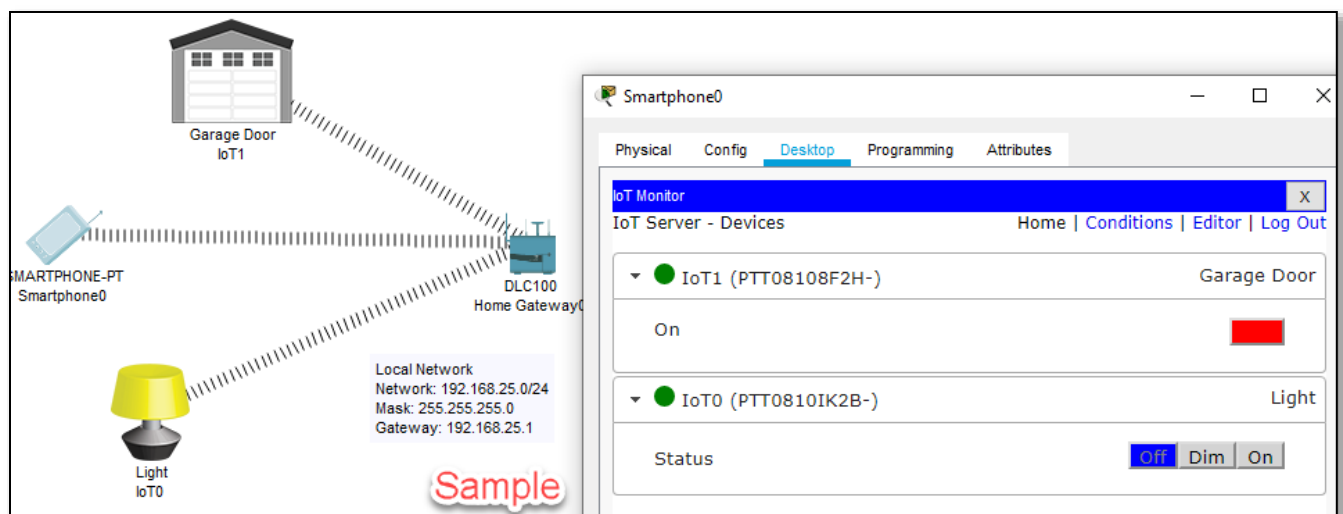 Garage Door
IoT1
SMARTPHONE-PT
Smartphone0
DLC100
Home Gateway0
Local Network
Network: 192.168.25.0/24
Mask: 255.255.255.0
Gateway: 192.168.25.1
Light
IoT0
Sample
Smartphone0
Physical Config Desktop Programming Attributes
IoT Monitor X
IoT Server - Devices Home | Conditions | Editor | Log Out
IoT1 (PTT08108F2H-) Garage Door
On
IoT0 (PTT0810IK2B-) Light
Status Off Dim On